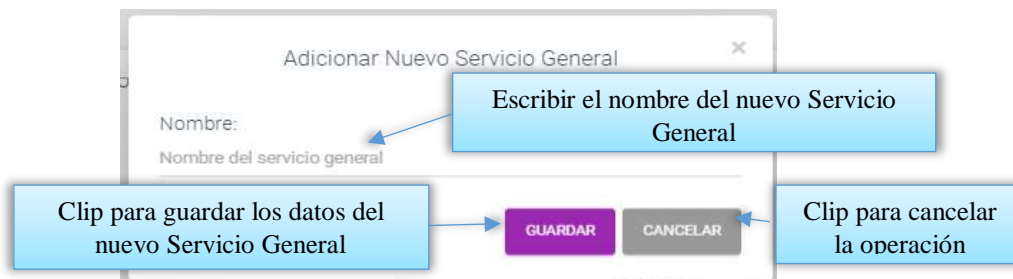 Adicionar Nuevo Servicio General
×
Escribir el nombre del nuevo Servicio
General
Nombre:
Nombre del servicio general
Clip para guardar los datos del
nuevo Servicio General
GUARDAR
CANCELAR
Clip para cancelar
la operación